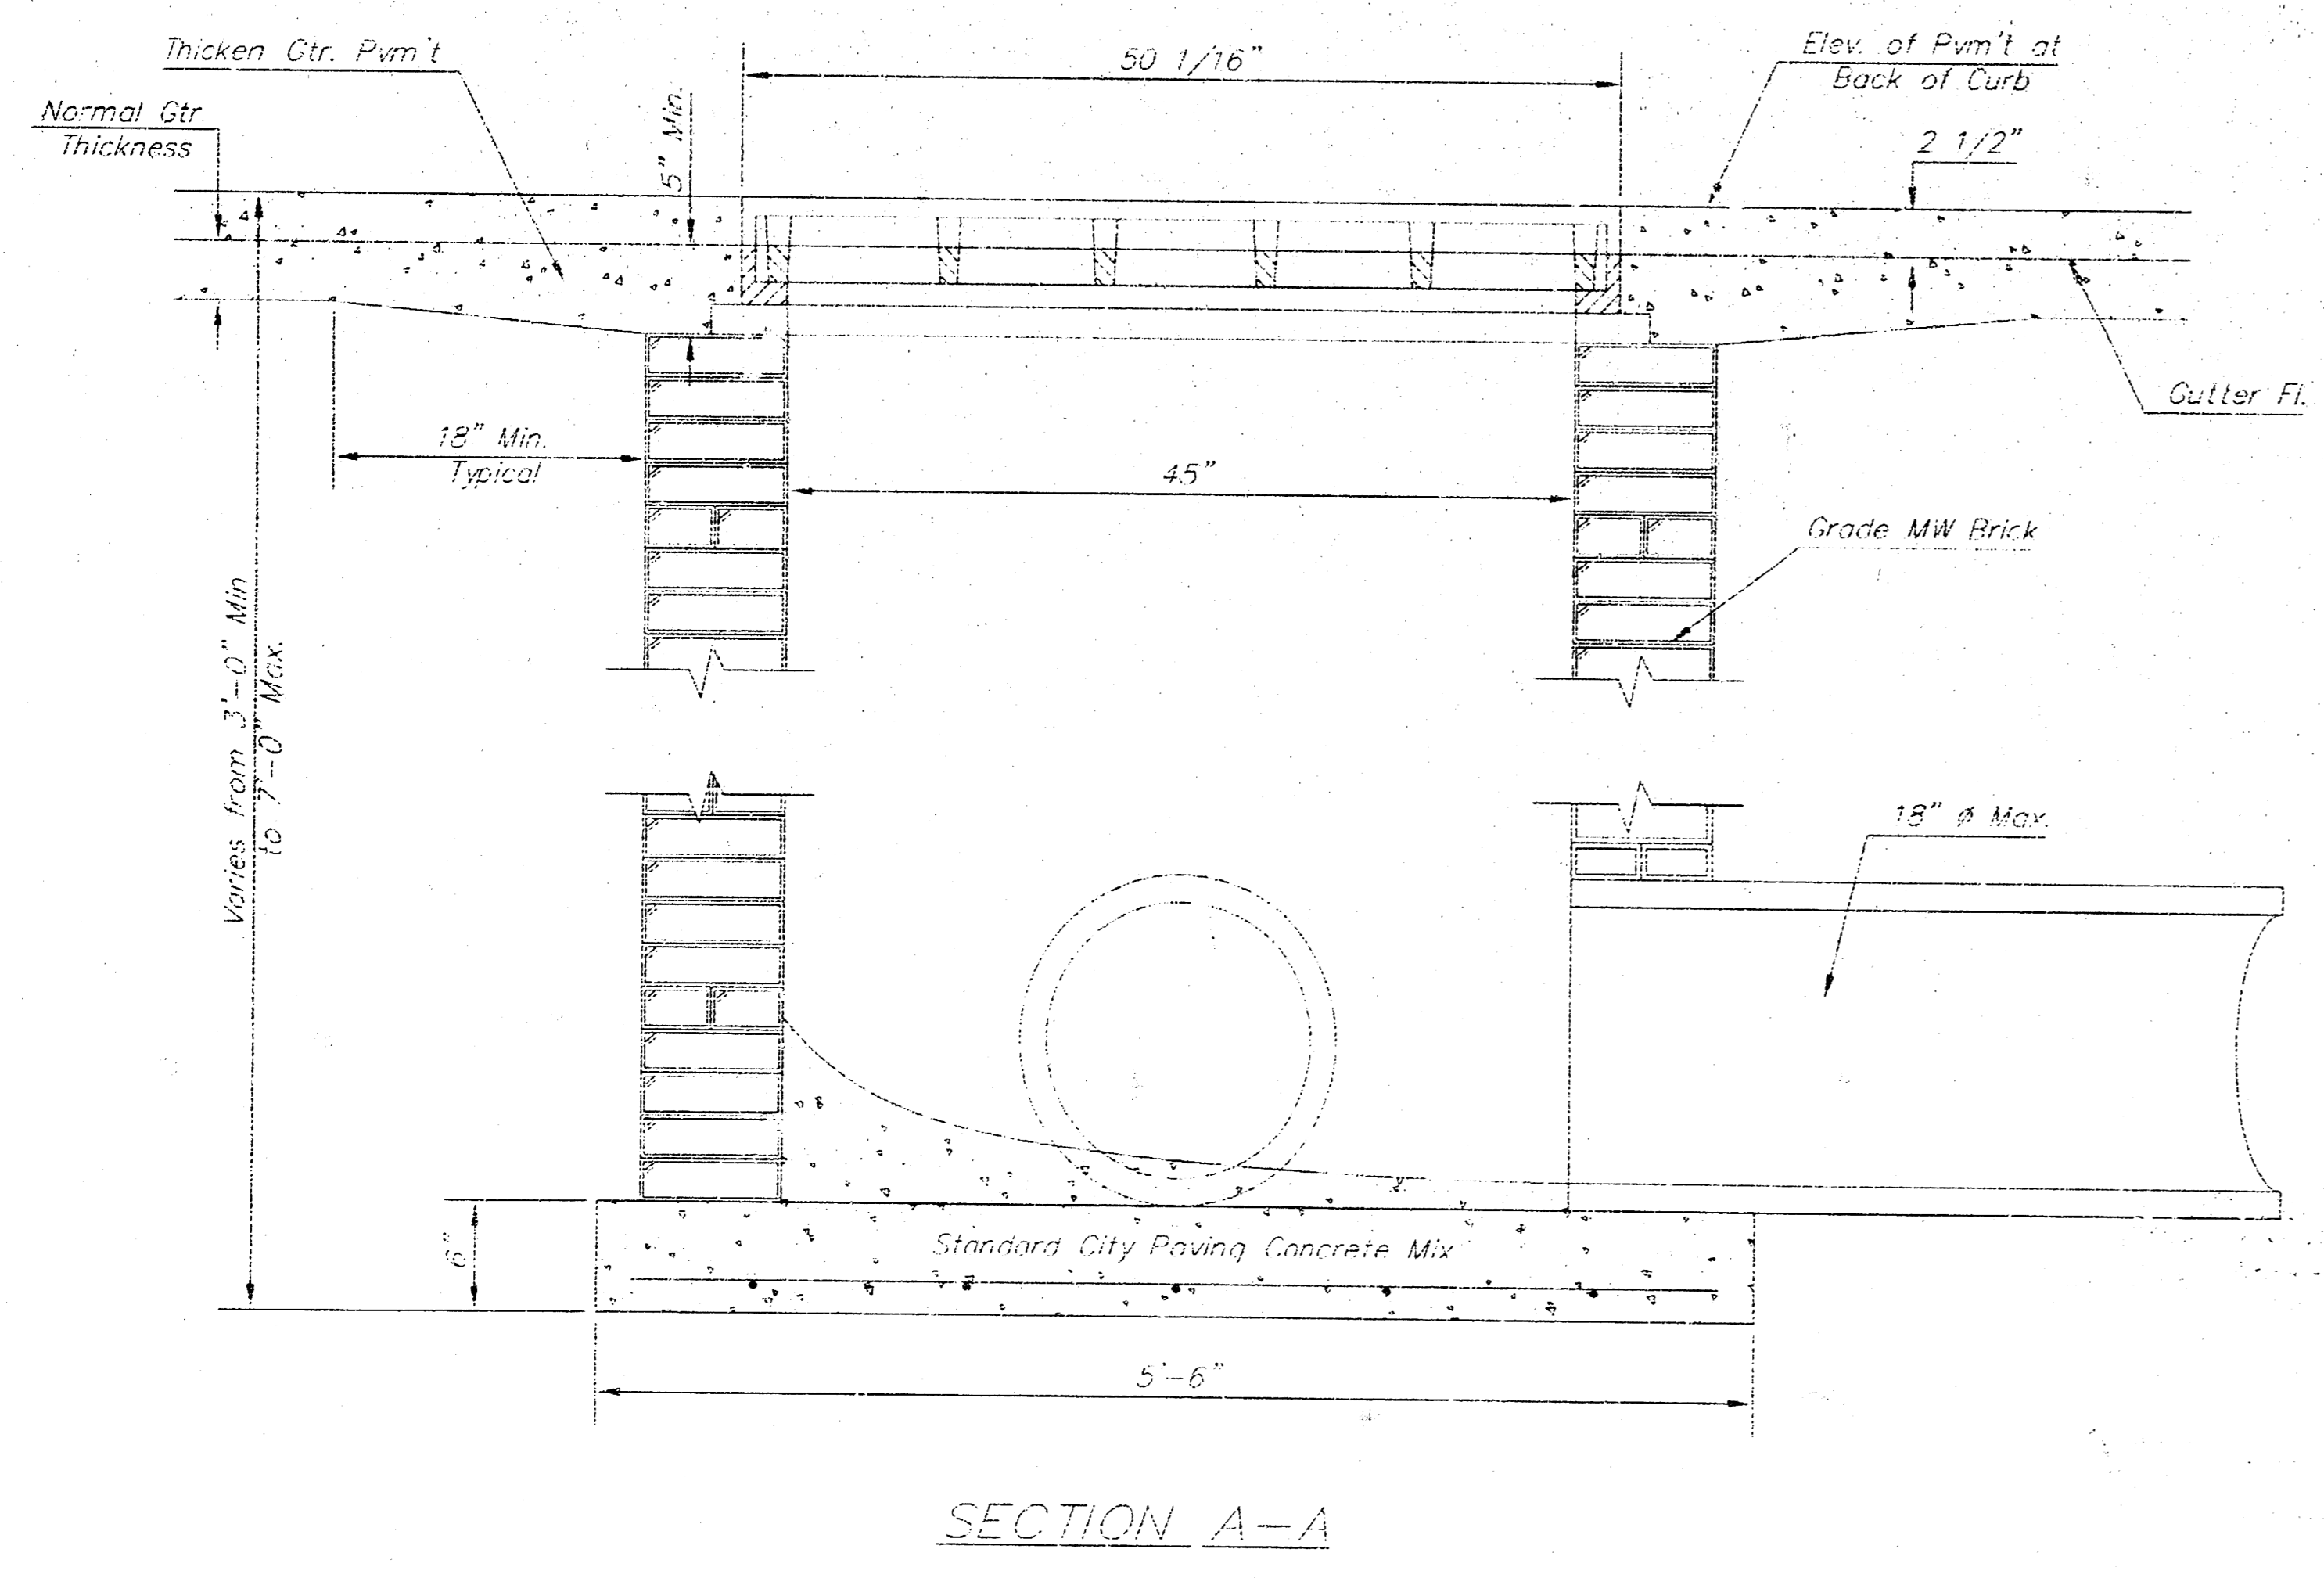 Thicken Gtr. Pvm't
50 1/16"
Elev. of Pvm't at
Back of Curb
Normal Gtr.
Thickness
5" Min.
2 1/2"
Gutter Fl.
18" Min.
Typical
45"
Grade MW Brick
Varies from 3'-0" Min
to 7'-0" Max.
18" Ø Max.
6"
Standard City Paving Concrete Mix
5'-6"
SECTION A-A